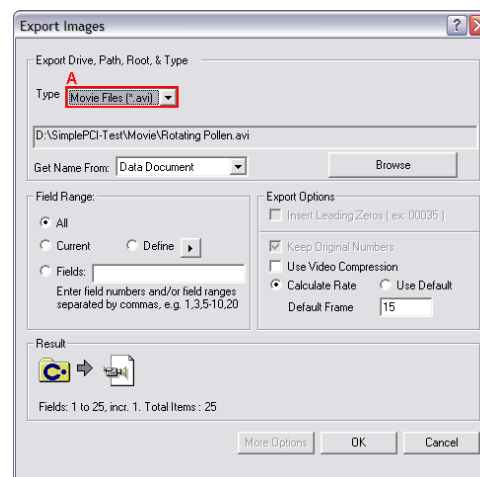 Export Images
Export Drive, Path, Root, & Type
A
Type Movie Files (*.avi)
D:\SimplePCI-Test\Movie\Rotating Pollen.avi
Get Name From: Data Document Browse
Field Range:
All
Current Define
Fields:
Enter field numbers and/or field ranges
separated by commas, e.g. 1,3,5-10,20
Export Options
Insert Leading Zeros ( ex: 00035 )
Keep Original Numbers
Use Video Compression
Calculate Rate Use Default
Default Frame 15
Result
Fields: 1 to 25, incr. 1. Total Items : 25
More Options OK Cancel